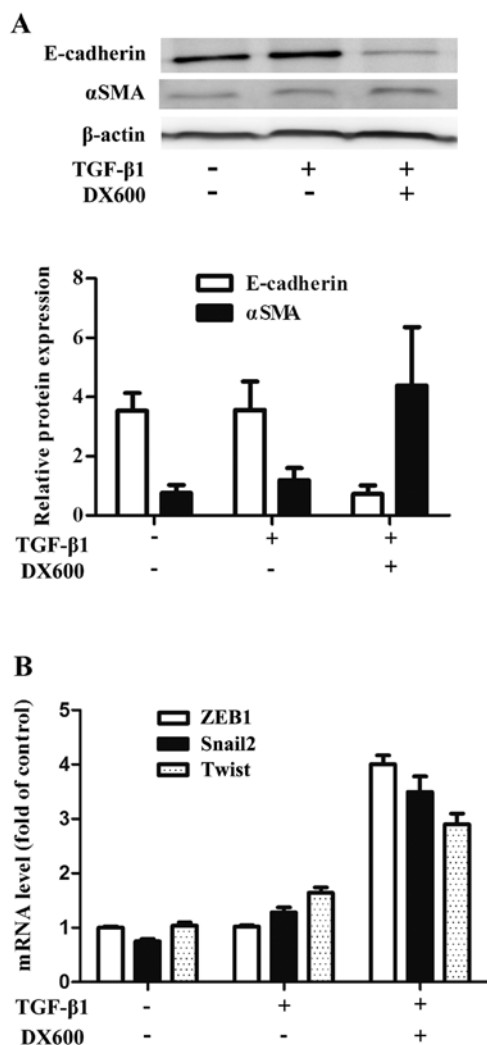 A
E-cadherin
αSMA
β-actin
TGF-β1 - + +
DX600 - - +
Relative protein expression
8
6
4
2
0
E-cadherin
αSMA
TGF-β1 - + +
DX600 - - +
B
mRNA level (fold of control)
5
4
3
2
1
0
ZEB1
Snail2
Twist
TGF-β1 - + +
DX600 - - +